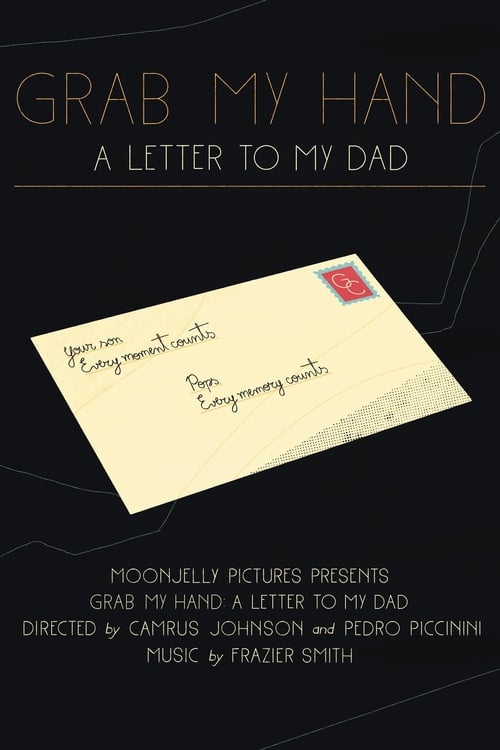 GRAB MY HAND
A LETTER TO MY DAD
CC
your son
Every moment counts
Pops
Every memory counts
MOONJELLY PICTURES PRESENTS
GRAB MY HAND: A LETTER TO MY DAD
DIRECTED by CAMRUS JOHNSON and PEDRO PICCININI
MUSIC by FRAZIER SMITH